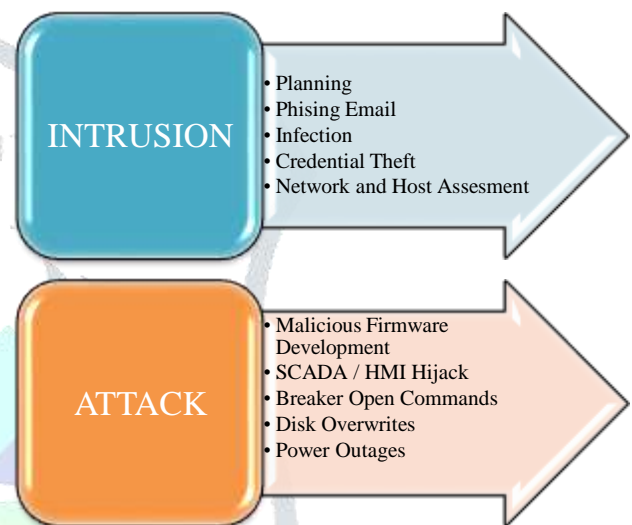 INTRUSION
• Planning
• Phising Email
• Infection
• Credential Theft
• Network and Host Assesment
ATTACK
• Malicious Firmware
Development
• SCADA / HMI Hijack
• Breaker Open Commands
• Disk Overwrites
• Power Outages